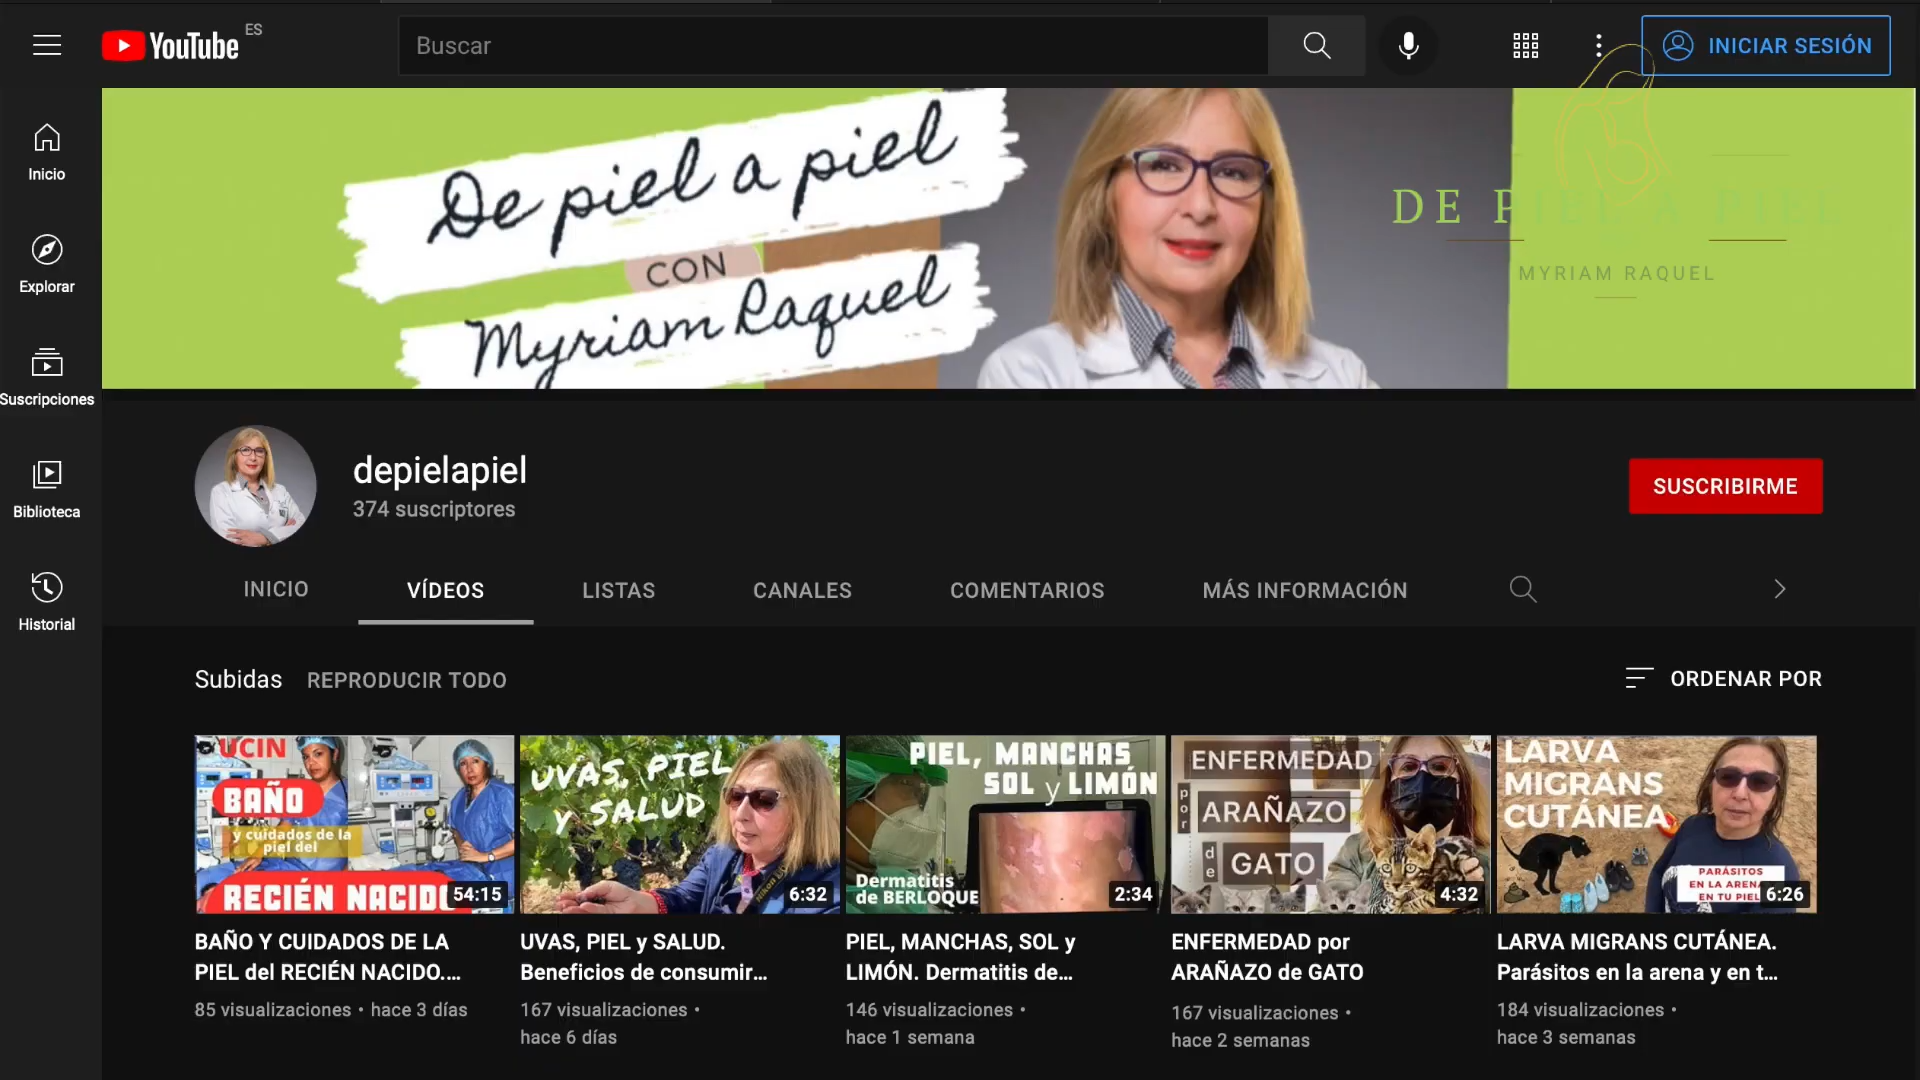 YouTube ES
Buscar
INICIAR SESIÓN
Inicio
Explorar
Suscripciones
Biblioteca
Historial
De piel a piel
CON
Myriam Raquel
DE PIEL A PIEL
MYRIAM RAQUEL
depielapiel
374 suscriptores
SUSCRIBIRME
INICIO VÍDEOS LISTAS CANALES COMENTARIOS MÁS INFORMACIÓN
Subidas REPRODUCIR TODO
ORDENAR POR
UCIN
BAÑO
y cuidados de la
piel del
RECIÉN NACIDO
54:15
UVAS, PIEL
y SALUD
6:32
PIEL, MANCHAS
SOL y LIMÓN
Dermatitis
de BERLOQUE
2:34
ENFERMEDAD
por
ARAÑAZO
de
GATO
4:32
LARVA
MIGRANS
CUTÁNEA
PARÁSITOS
EN LA ARENA
EN TU PIEL
6:26
BAÑO Y CUIDADOS DE LA
PIEL del RECIÉN NACIDO....
85 visualizaciones • hace 3 días
UVAS, PIEL y SALUD.
Beneficios de consumir...
167 visualizaciones •
hace 6 días
PIEL, MANCHAS, SOL y
LIMÓN. Dermatitis de...
146 visualizaciones •
hace 1 semana
ENFERMEDAD por
ARAÑAZO de GATO
167 visualizaciones •
hace 2 semanas
LARVA MIGRANS CUTÁNEA.
Parásitos en la arena y en t...
184 visualizaciones •
hace 3 semanas